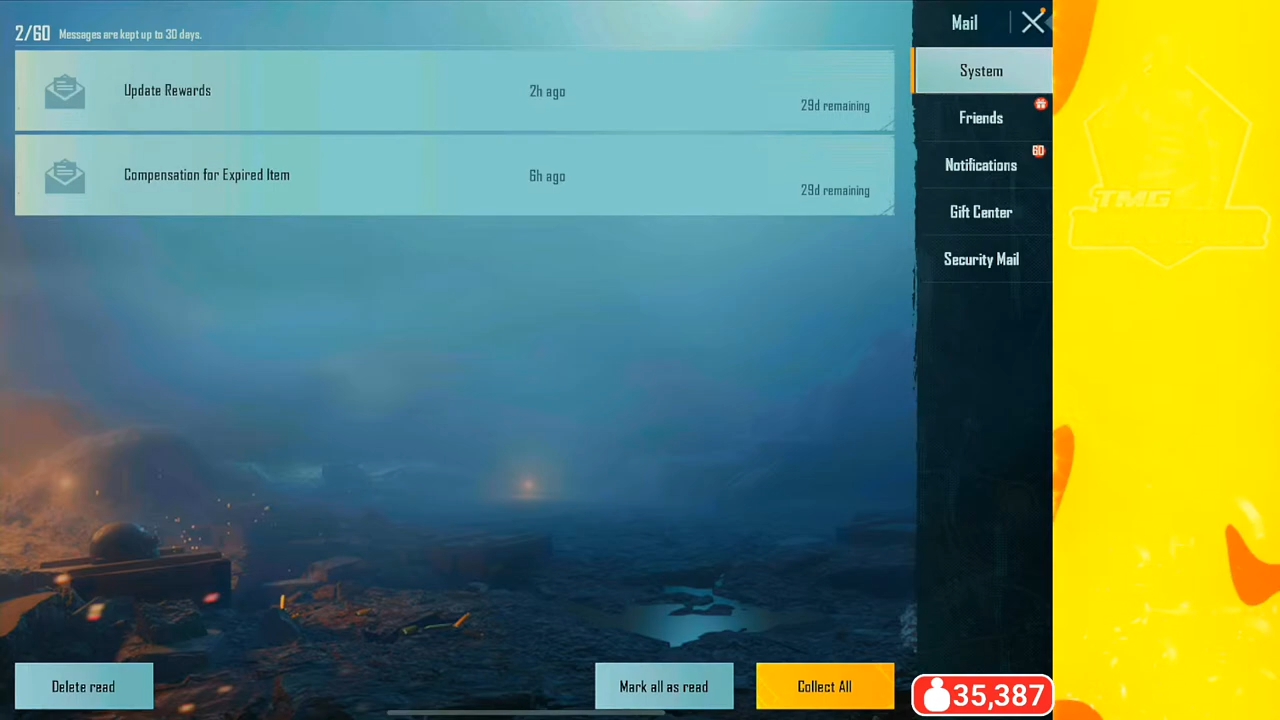 2/60 Messages are kept up to 30 days.
Mail
Update Rewards 2h ago 29d remaining
Compensation for Expired Item 6h ago 29d remaining
System
Friends
Notifications 60
Gift Center
Security Mail
TMG
Delete read
Mark all as read
Collect All
35,387